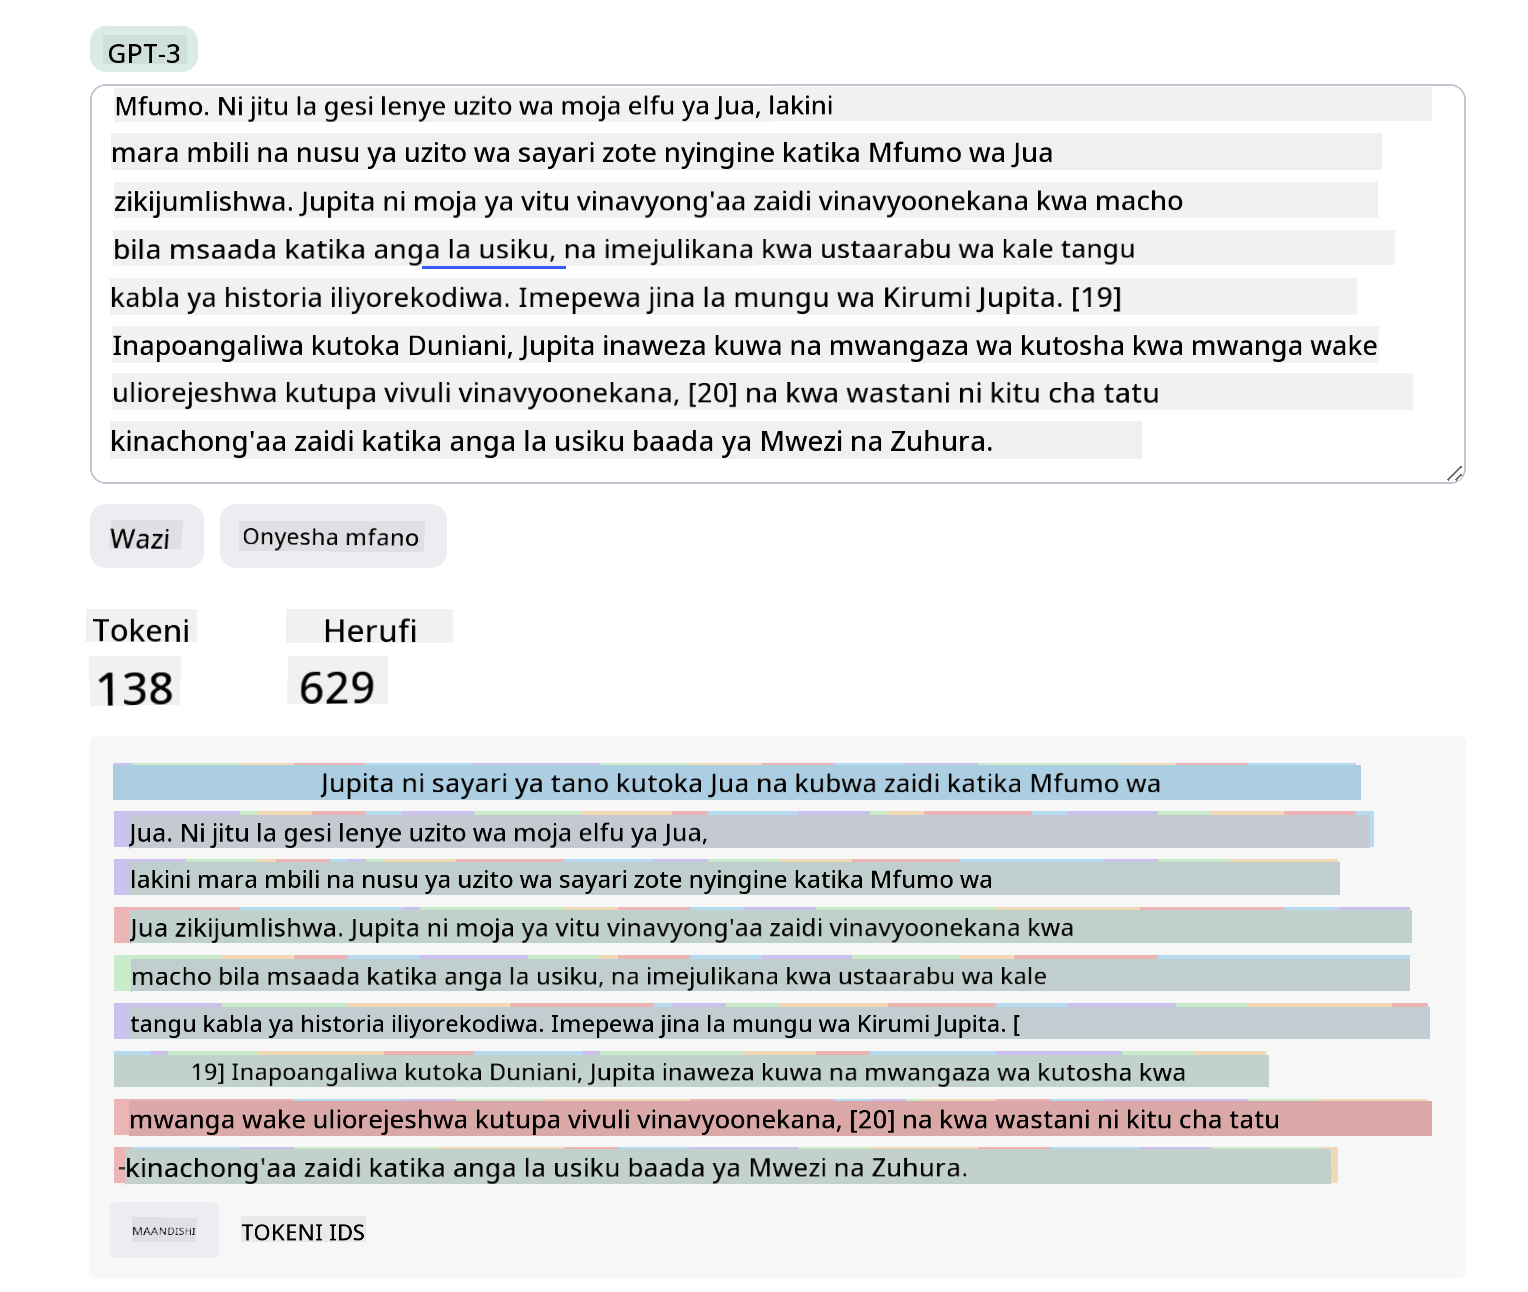 GPT-3
Mfumo. Ni jitu la gesi lenye uzito wa moja elfu ya Jua, lakini
mara mbili na nusu ya uzito wa sayari zote nyingine katika Mfumo wa Jua
zikijumlishwa. Jupita ni moja ya vitu vinavyong'aa zaidi vinavyoonekana kwa macho
bila msaada katika anga la usiku, na imejulikana kwa ustaarabu wa kale tangu
kabla ya historia iliyorekodiwa. Imepewa jina la mungu wa Kirumi Jupita. [19]
Inapoangaliwa kutoka Duniani, Jupita inaweza kuwa na mwangaza wa kutosha kwa mwanga wake
uliorejeshwa kutupa vivuli vinavyoonekana, [20] na kwa wastani ni kitu cha tatu
kinachong'aa zaidi katika anga la usiku baada ya Mwezi na Zuhura.
Wazi Onyesha mfano
Tokeni Herufi
138 629
Jupita ni sayari ya tano kutoka Jua na kubwa zaidi katika Mfumo wa
Jua. Ni jitu la gesi lenye uzito wa moja elfu ya Jua,
lakini mara mbili na nusu ya uzito wa sayari zote nyingine katika Mfumo wa
Jua zikijumlishwa. Jupita ni moja ya vitu vinavyong'aa zaidi vinavyoonekana kwa
macho bila msaada katika anga la usiku, na imejulikana kwa ustaarabu wa kale
tangu kabla ya historia iliyorekodiwa. Imepewa jina la mungu wa Kirumi Jupita. [
19] Inapoangaliwa kutoka Duniani, Jupita inaweza kuwa na mwangaza wa kutosha kwa
mwanga wake uliorejeshwa kutupa vivuli vinavyoonekana, [20] na kwa wastani ni kitu cha tatu
-kinachong'aa zaidi katika anga la usiku baada ya Mwezi na Zuhura.
MAANDISHI TOKENI IDS